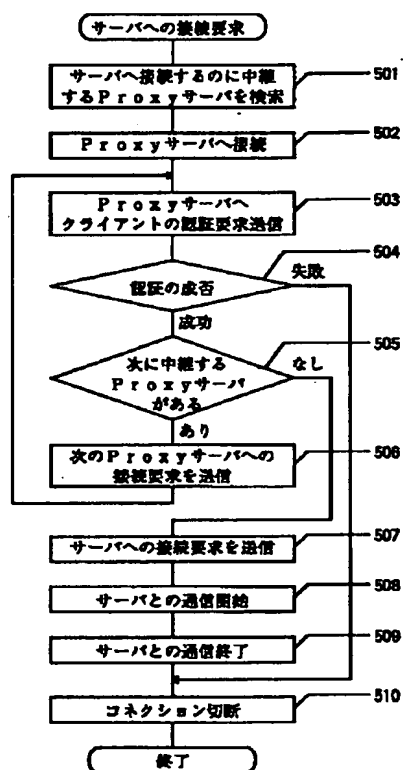 サーバへの接続要求
サーバへ接続するのに中継
するProxyサーバを検索
501
Proxyサーバへ接続
502
Proxyサーバへ
クライアントの認証要求送信
503
認証の成否
504
失敗
成功
次に中継する
Proxyサーバ
がある
505
なし
あり
次のProxyサーバへの
接続要求を送信
506
サーバへの接続要求を送信
507
サーバとの通信開始
508
サーバとの通信終了
509
コネクション切断
510
終了